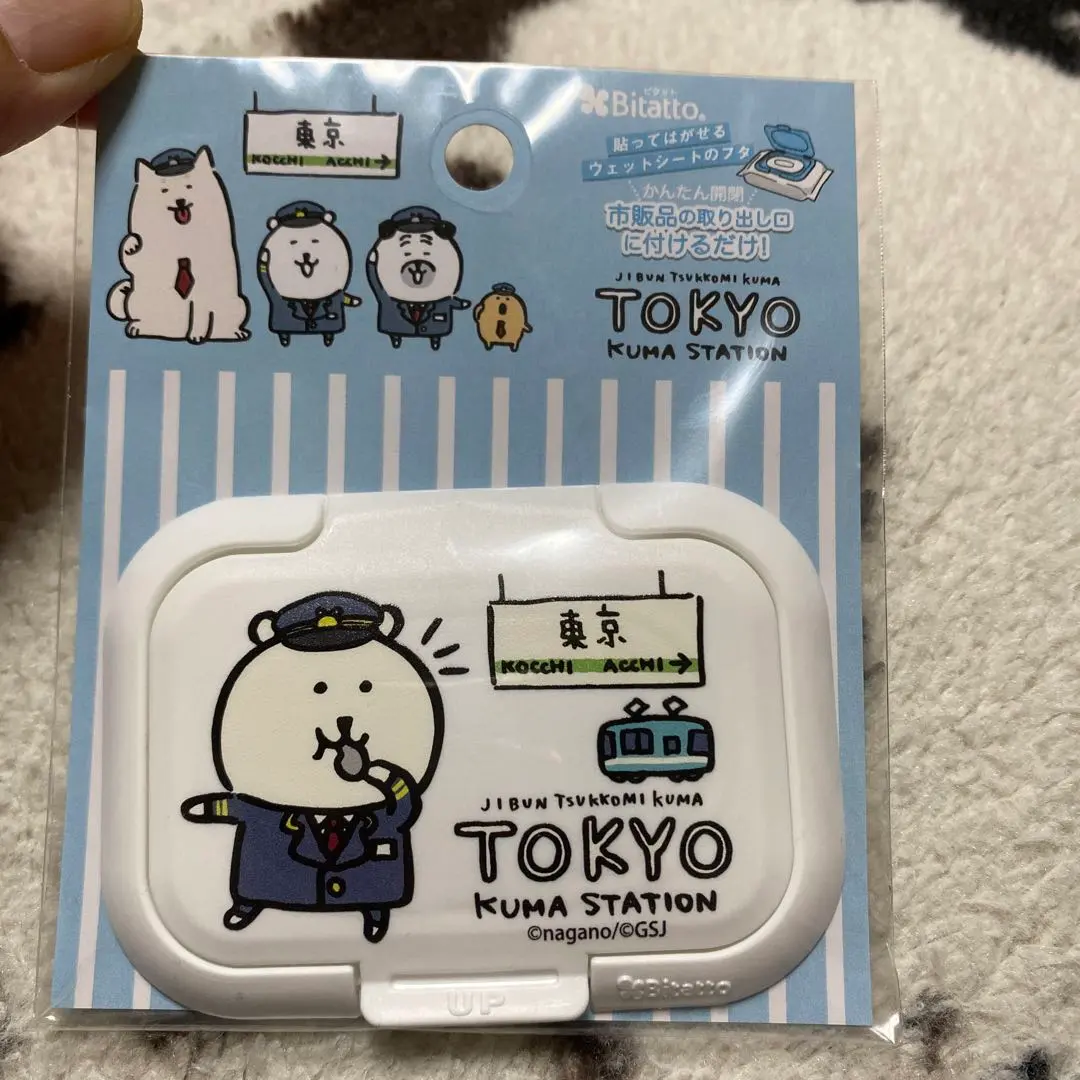 東京
KOCCHI ACCHI→
ビタット
Bitatto®
貼ってはがせる
ウェットシートのフタ
かんたん開閉
市販品の取り出し口
に付けるだけ!
JIBUN TSUKKOMI KUMA
TOKYO
KUMA STATION
東京
KOCCHI ACCHI→
JIBUN TSUKKOMI KUMA
TOKYO
KUMA STATION
©nagano/©GSJ
UP
Bitatto